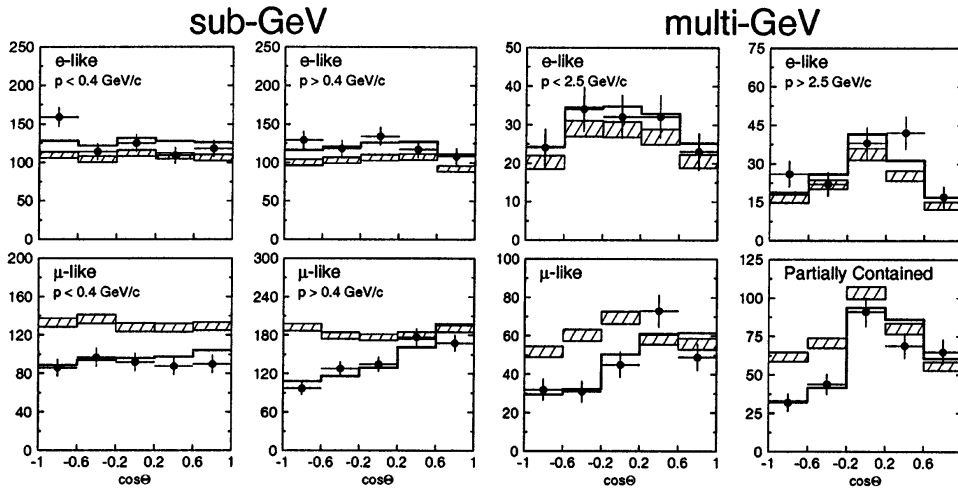 sub-GeV
multi-GeV
250
200
150
100
50
0
e-like
p < 0.4 GeV/c
250
200
150
100
50
0
e-like
p > 0.4 GeV/c
50
40
30
20
10
0
e-like
p < 2.5 GeV/c
75
60
45
30
15
0
e-like
p > 2.5 GeV/c
200
160
120
80
40
0
μ-like
p < 0.4 GeV/c
-1 -0.6 -0.2 0.2 0.6 1
cosΘ
300
240
180
120
60
0
μ-like
p > 0.4 GeV/c
-1 -0.6 -0.2 0.2 0.6 1
cosΘ
100
80
60
40
20
0
μ-like
-1 -0.6 -0.2 0.2 0.6 1
cosΘ
125
100
75
50
25
0
Partially Contained
-1 -0.6 -0.2 0.2 0.6 1
cosΘ